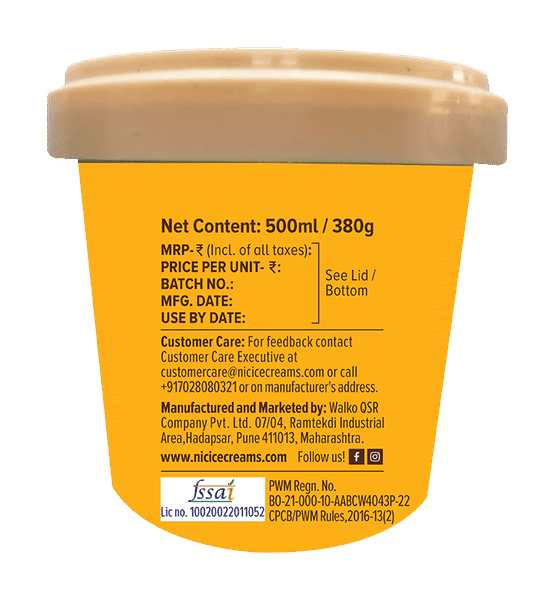 Net Content: 500ml / 380g
MRP-₹ (Incl. of all taxes):
PRICE PER UNIT- ₹:
BATCH NO.:
MFG. DATE:
USE BY DATE:
See Lid /
Bottom
Customer Care: For feedback contact
Customer Care Executive at
customercare@nicicecreams.com or call
+917028080321 or on manufacturer's address.
Manufactured and Marketed by: Walko QSR
Company Pvt. Ltd. 07/04, Ramtekdi Industrial
Area,Hadapsar, Pune 411013, Maharashtra.
www.nicicecreams.com Follow us!
fssai
Lic no. 10020022011052
PWM Regn. No.
BO-21-000-10-AABCW4043P-22
CPCB/PWM Rules,2016-13(2)